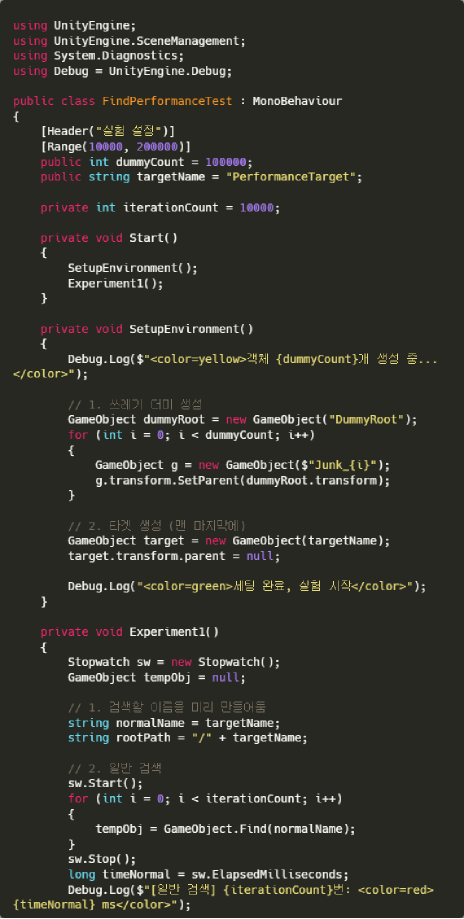 using UnityEngine;
using UnityEngine.SceneManagement;
using System.Diagnostics;
using Debug = UnityEngine.Debug;

public class FindPerformanceTest : MonoBehaviour
{
    [Header("실험 설정")]
    [Range(10000, 200000)]
    public int dummyCount = 100000;
    public string targetName = "PerformanceTarget";

    private int iterationCount = 10000;

    private void Start()
    {
        SetupEnvironment();
        Experiment1();
    }

    private void SetupEnvironment()
    {
        Debug.Log($"<color=yellow>객체 {dummyCount}개 생성 중...
</color>");

        // 1. 쓰레기 더미 생성
        GameObject dummyRoot = new GameObject("DummyRoot");
        for (int i = 0; i < dummyCount; i++)
        {
            GameObject g = new GameObject($"Junk_{i}");
            g.transform.SetParent(dummyRoot.transform);
        }

        // 2. 타겟 생성 (맨 마지막에)
        GameObject target = new GameObject(targetName);
        target.transform.parent = null;

        Debug.Log("<color=green>세팅 완료, 실험 시작</color>");
    }

    private void Experiment1()
    {
        Stopwatch sw = new Stopwatch();
        GameObject tempObj = null;

        // 1. 검색할 이름을 미리 만들어둠
        string normalName = targetName;
        string rootPath = "/" + targetName;

        // 2. 일반 검색
        sw.Start();
        for (int i = 0; i < iterationCount; i++)
        {
            tempObj = GameObject.Find(normalName);
        }
        sw.Stop();
        long timeNormal = sw.ElapsedMilliseconds;
        Debug.Log($"[일반 검색] {iterationCount}번: <color=red>
{timeNormal} ms</color>");